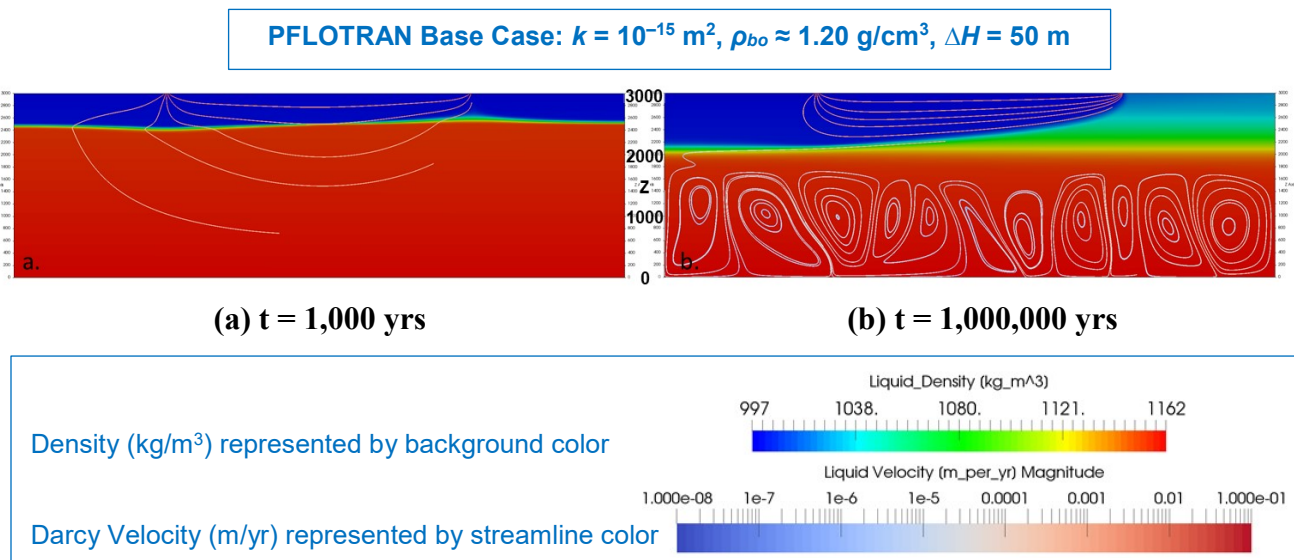 PFLOTRAN Base Case: k = 10⁻¹⁵ m², ρbo ≈ 1.20 g/cm³, ΔH = 50 m
3000
2000
Z
1000
0
a.
b.
(a) t = 1,000 yrs
(b) t = 1,000,000 yrs
Liquid_Density [kg_m^3]
997 1038. 1080. 1121. 1162
Density (kg/m³) represented by background color
Liquid Velocity [m_per_yr] Magnitude
1.000e-08 1e-7 1e-6 1e-5 0.0001 0.001 0.01 1.000e-01
Darcy Velocity (m/yr) represented by streamline color